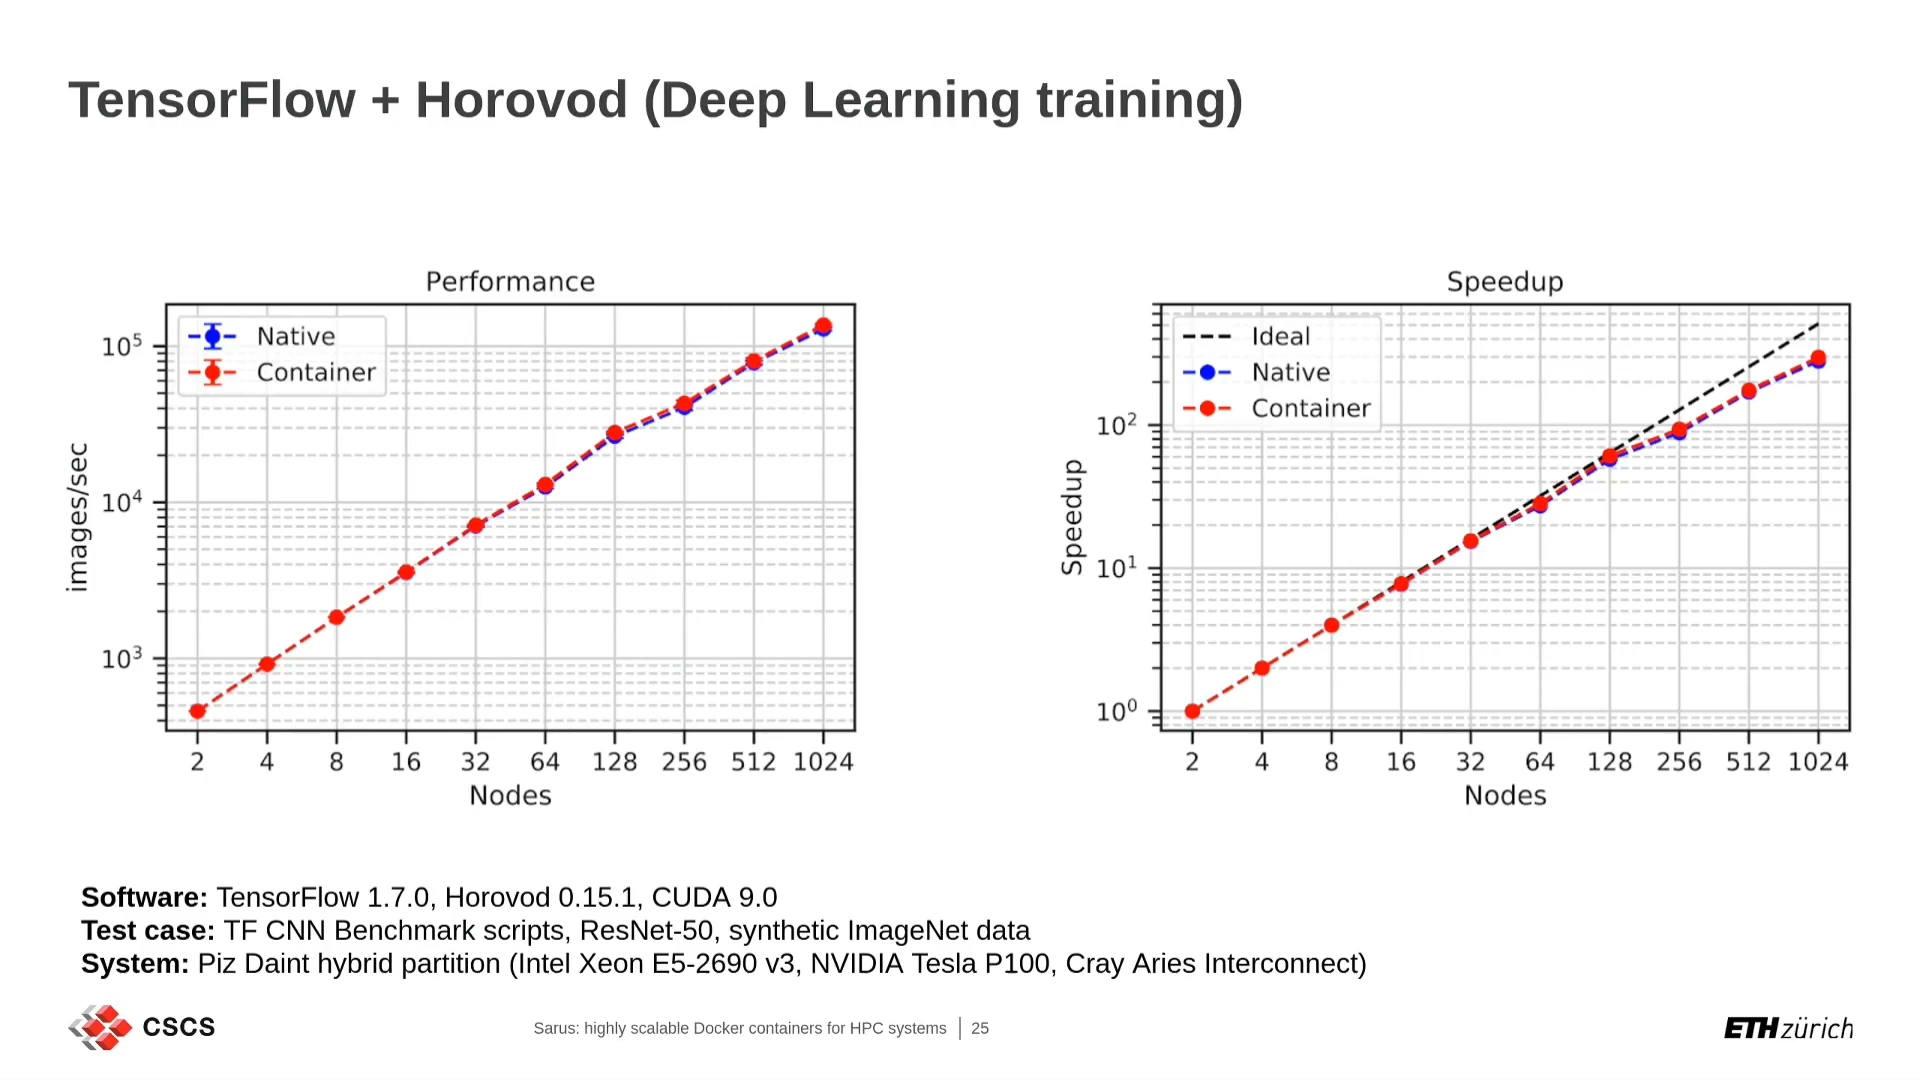 TensorFlow + Horovod (Deep Learning training)
Performance
Native
Container
10⁵
10⁴
10³
images/sec
2 4 8 16 32 64 128 256 512 1024
Nodes
Speedup
Ideal
Native
Container
10²
10¹
10⁰
Speedup
2 4 8 16 32 64 128 256 512 1024
Nodes
Software: TensorFlow 1.7.0, Horovod 0.15.1, CUDA 9.0
Test case: TF CNN Benchmark scripts, ResNet-50, synthetic ImageNet data
System: Piz Daint hybrid partition (Intel Xeon E5-2690 v3, NVIDIA Tesla P100, Cray Aries Interconnect)
CSCS
Sarus: highly scalable Docker containers for HPC systems | 25
ETH zürich